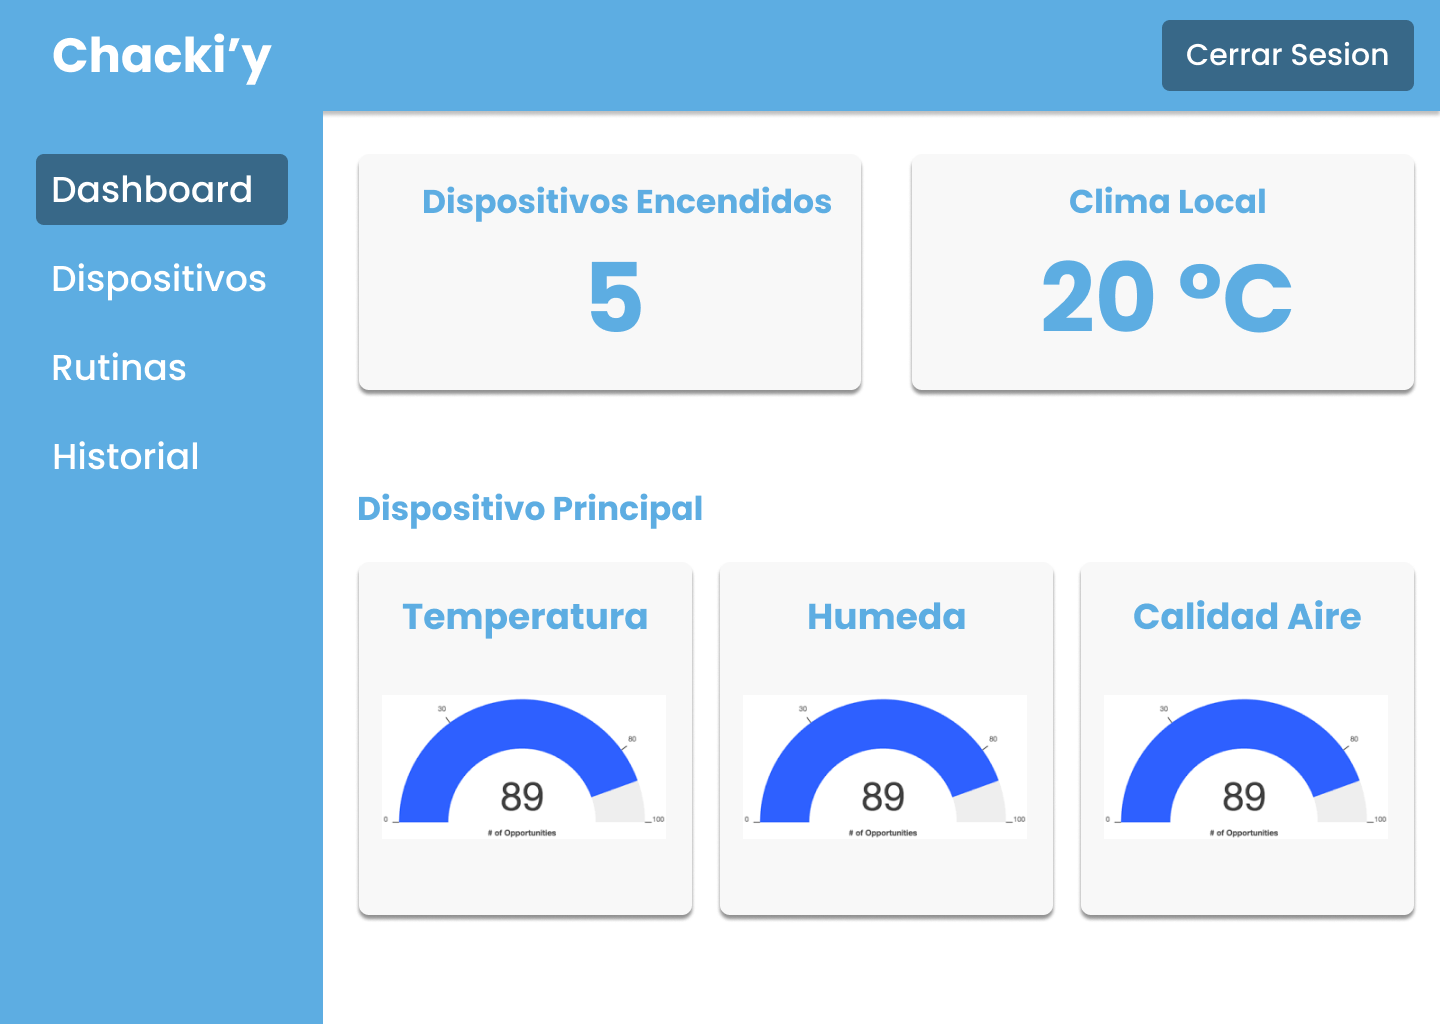 Chacki’y
Cerrar Sesion
Dashboard
Dispositivos
Rutinas
Historial
Dispositivos Encendidos
5
Clima Local
20 °C
Dispositivo Principal
Temperatura
30
80
89
0
100
# of Opportunities
Humeda
30
80
89
0
100
# of Opportunities
Calidad Aire
30
80
89
0
100
# of Opportunities